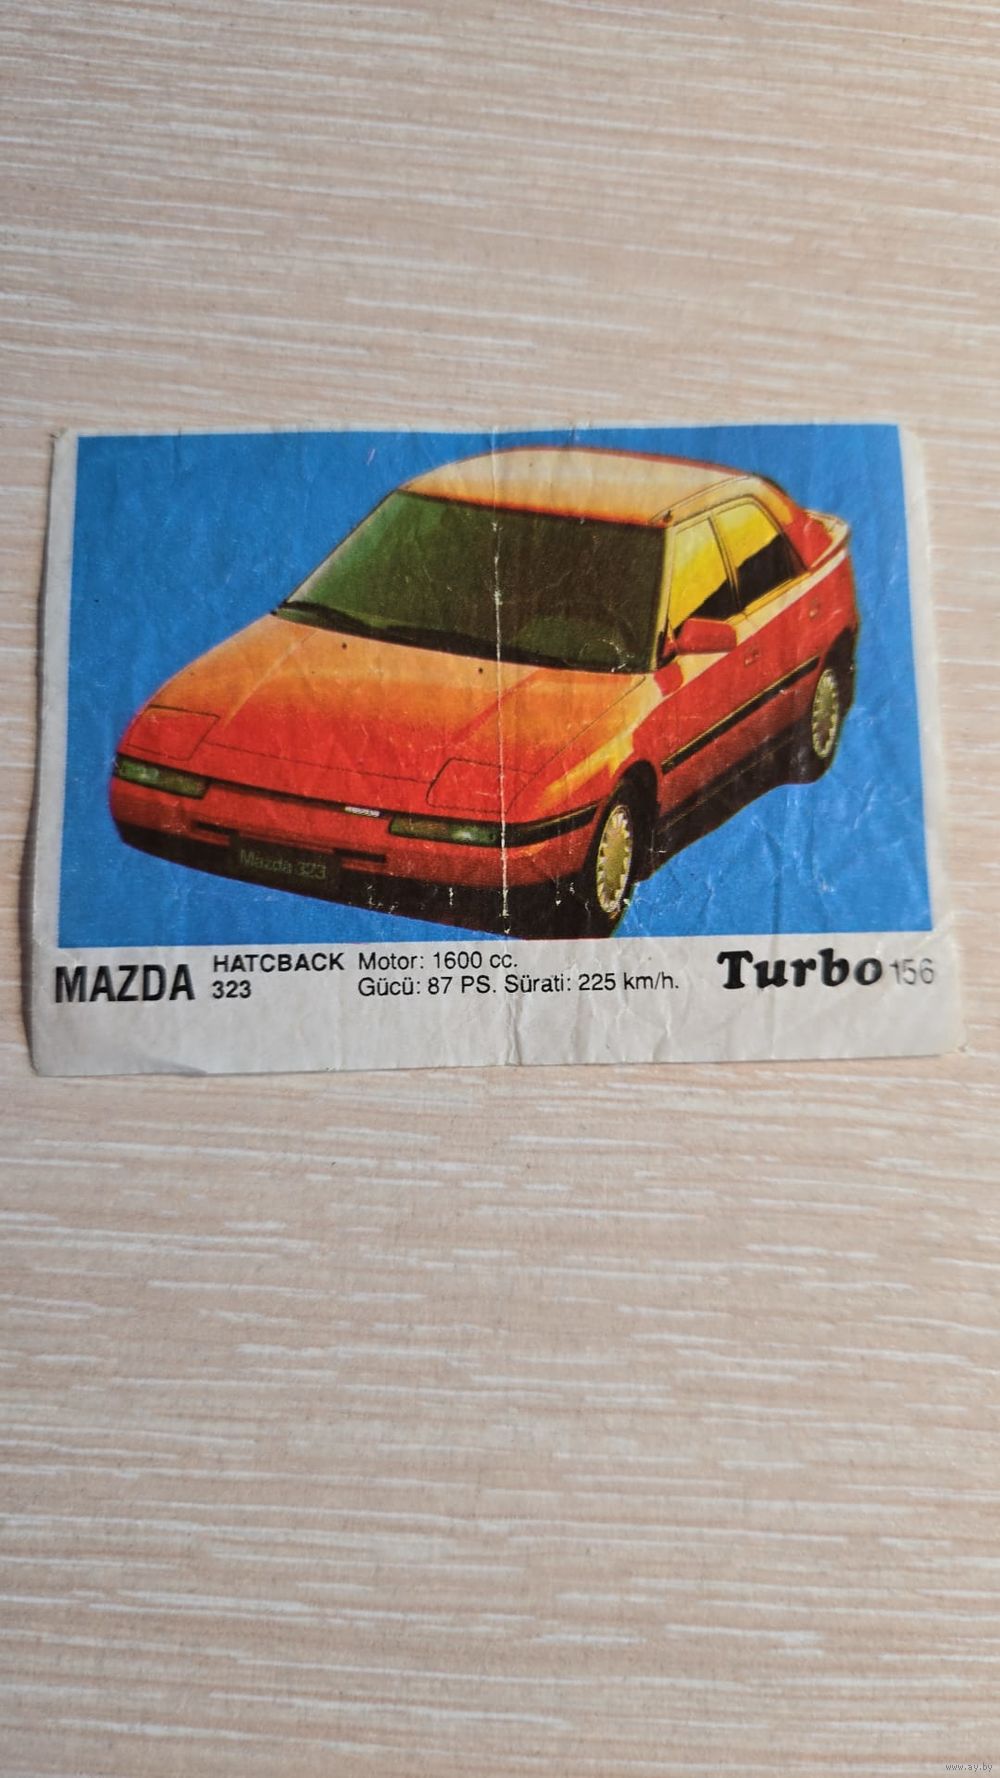 MAZDA HATCBACK 323
Motor: 1600 cc.
Gücü: 87 PS. Sürati: 225 km/h.
Turbo 156
Mazda 323
www.ay.by